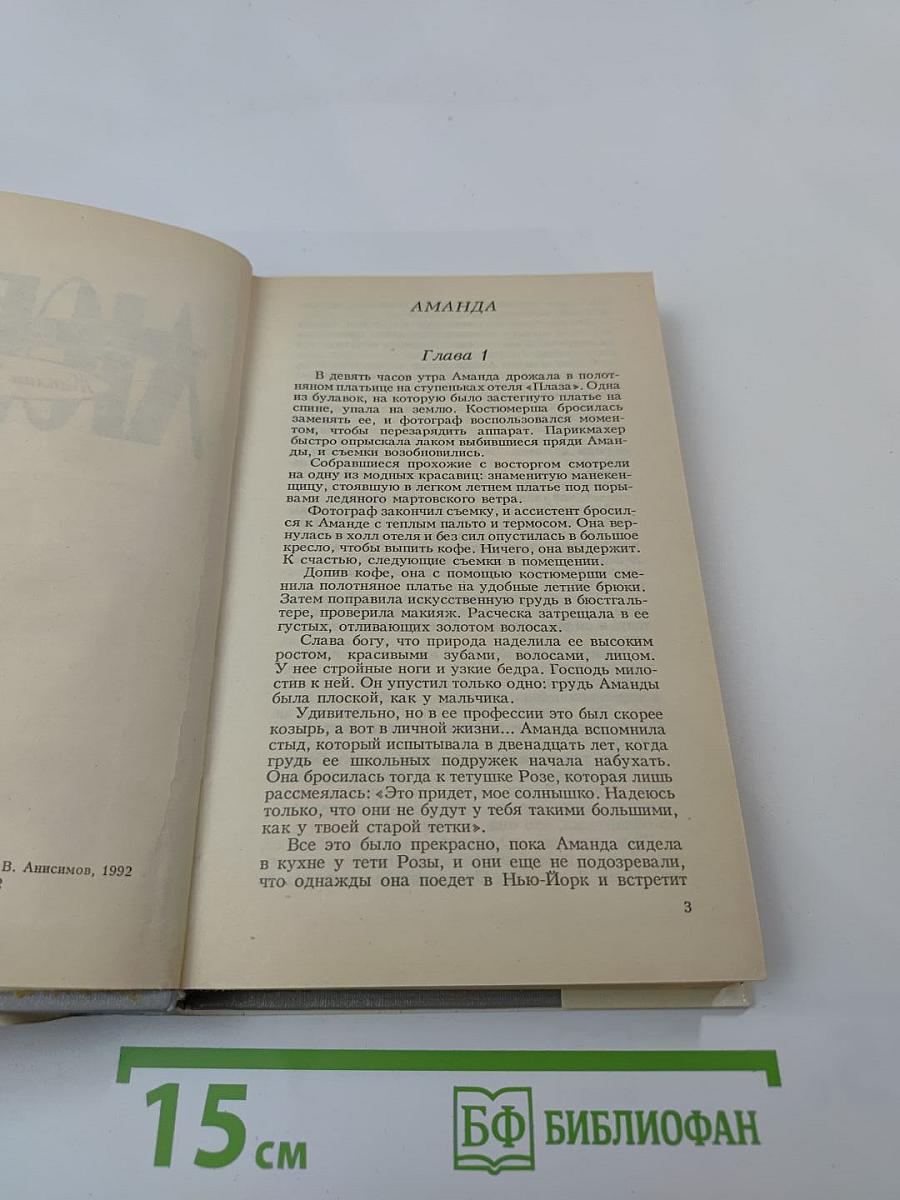 АМАНДА
Глава 1
В девять часов утра Аманда дрожала в полот-
няном платьице на ступеньках отеля «Плаза». Одна
из булавок, на которую было застегнуто платье на
спине, упала на землю. Костюмерша бросилась
заменять ее, и фотограф воспользовался момен-
том, чтобы перезарядить аппарат. Парикмахер
быстро опрыскала лаком выбившиеся пряди Аман-
ды, и съемки возобновились.
Собравшиеся прохожие с восторгом смотрели
на одну из модных красавиц: знаменитую манекен-
щицу, стоявшую в легком летнем платье под поры-
вами ледяного мартовского ветра.
Фотограф закончил съемку, и ассистент бросил-
ся к Аманде с теплым пальто и термосом. Она вер-
нулась в холл отеля и без сил опустилась в большое
кресло, чтобы выпить кофе. Ничего, она выдержит.
К счастью, следующие съемки в помещении.
Допив кофе, она с помощью костюмерши сме-
нила полотняное платье на удобные летние брюки.
Затем поправила искусственную грудь в бюстгаль-
тере, проверила макияж. Расческа затрещала в ее
густых, отливающих золотом волосах.
Слава богу, что природа наделила ее высоким
ростом, красивыми зубами, волосами, лицом.
У нее стройные ноги и узкие бедра. Господь мило-
стив к ней. Он упустил только одно: грудь Аманды
была плоской, как у мальчика.
Удивительно, но в ее профессии это был скорее
козырь, а вот в личной жизни... Аманда вспомнила
стыд, который испытывала в двенадцать лет, когда
грудь ее школьных подружек начала набухать.
Она бросилась тогда к тетушке Розе, которая лишь
рассмеялась: «Это придет, мое солнышко. Надеюсь
только, что они не будут у тебя такими большими,
как у твоей старой тетки».
Все это было прекрасно, пока Аманда сидела
в кухне у тети Розы, и они еще не подозревали,
что однажды она поедет в Нью-Йорк и встретит
3
В. Анисимов, 1992
15 см
БФ БИБЛИОФАН